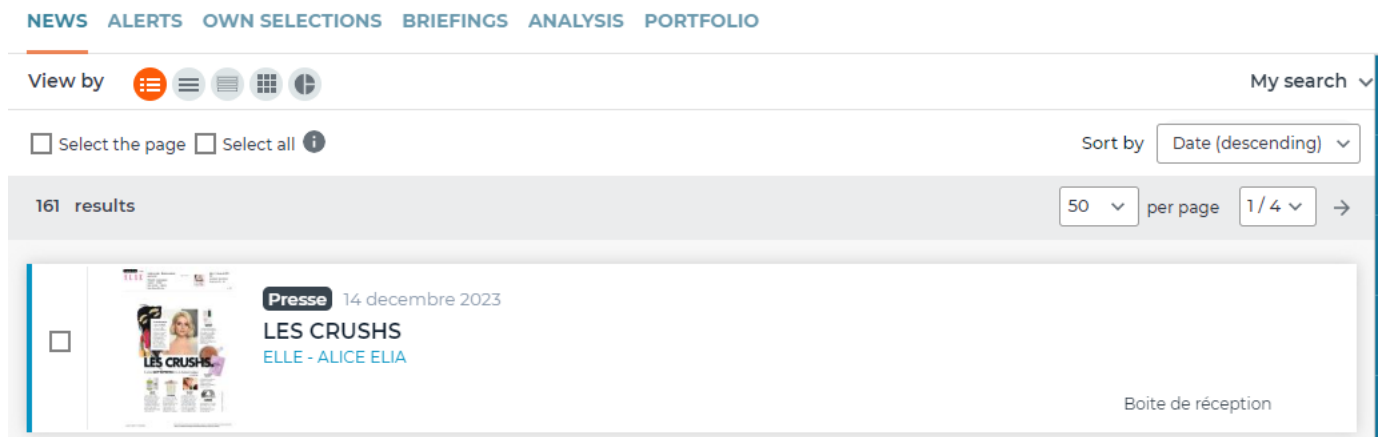 NEWS ALERTS OWN SELECTIONS BRIEFINGS ANALYSIS PORTFOLIO
View by My search
Select the page Select all Sort by Date (descending)
161 results 50 per page 1 / 4
Presse 14 decembre 2023
LES CRUSHS
ELLE - ALICE ELIA
LES CRUSHS.
Boite de réception